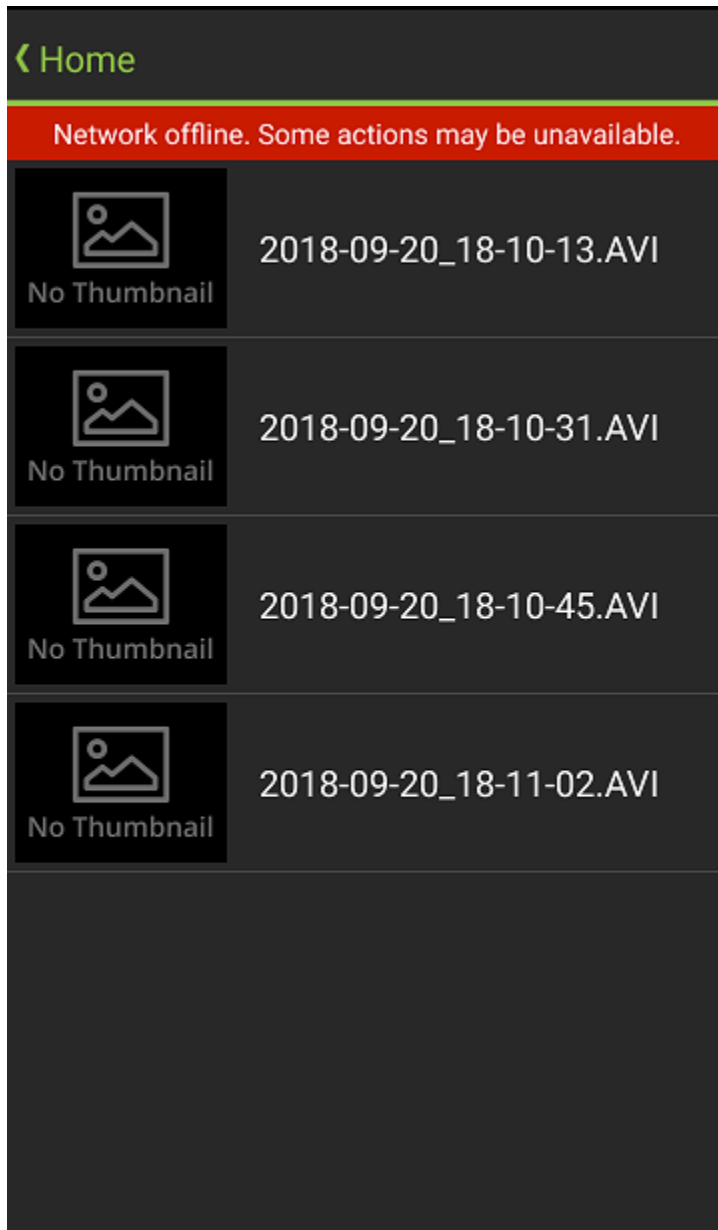 Home
Network offline. Some actions may be unavailable.
No Thumbnail
2018-09-20_18-10-13.AVI
No Thumbnail
2018-09-20_18-10-31.AVI
No Thumbnail
2018-09-20_18-10-45.AVI
No Thumbnail
2018-09-20_18-11-02.AVI